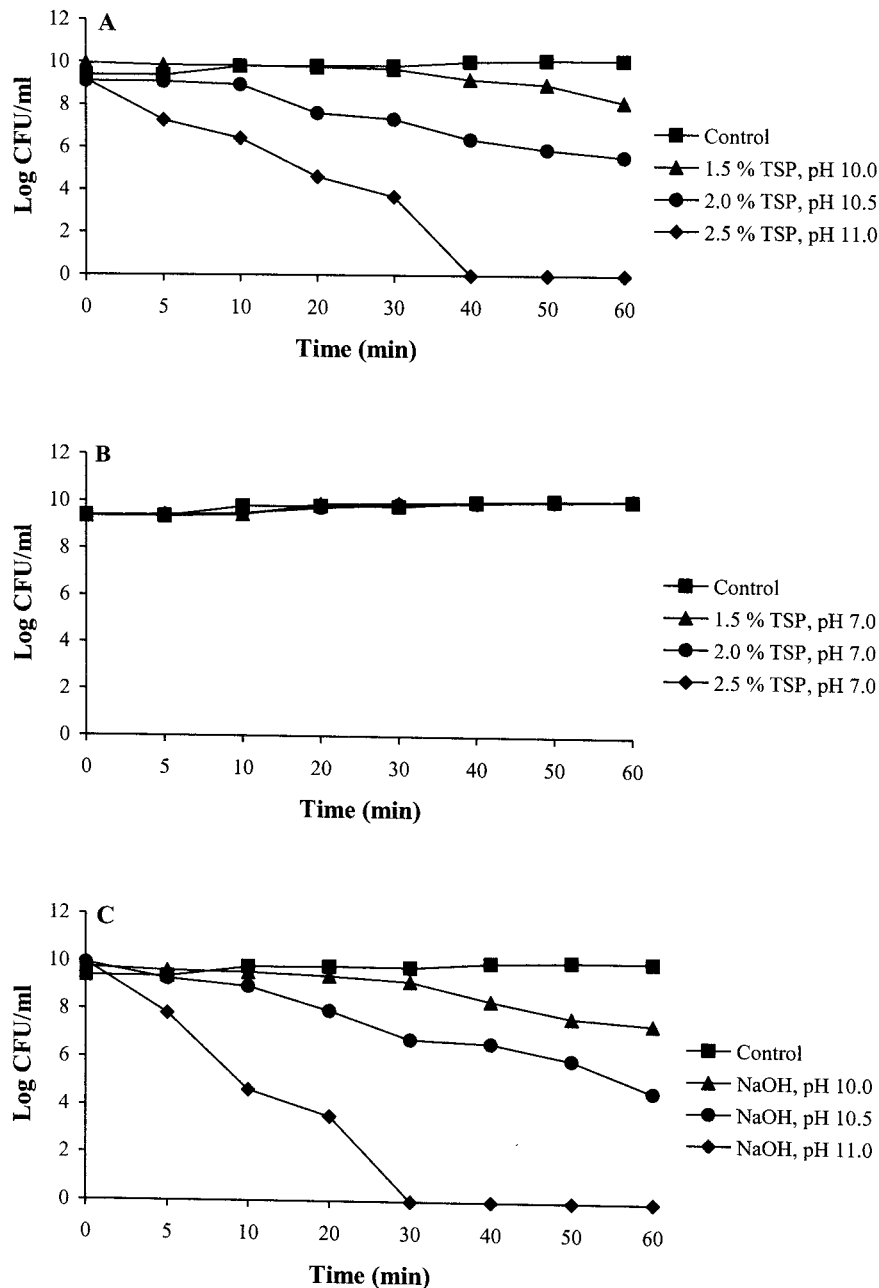 A
12
10
8
6
4
2
0
Log CFU/ml
0 5 10 20 30 40 50 60
Time (min)
Control
1.5 % TSP, pH 10.0
2.0 % TSP, pH 10.5
2.5 % TSP, pH 11.0
B
12
10
8
6
4
2
0
Log CFU/ml
0 5 10 20 30 40 50 60
Time (min)
Control
1.5 % TSP, pH 7.0
2.0 % TSP, pH 7.0
2.5 % TSP, pH 7.0
C
12
10
8
6
4
2
0
Log CFU/ml
0 5 10 20 30 40 50 60
Time (min)
Control
NaOH, pH 10.0
NaOH, pH 10.5
NaOH, pH 11.0